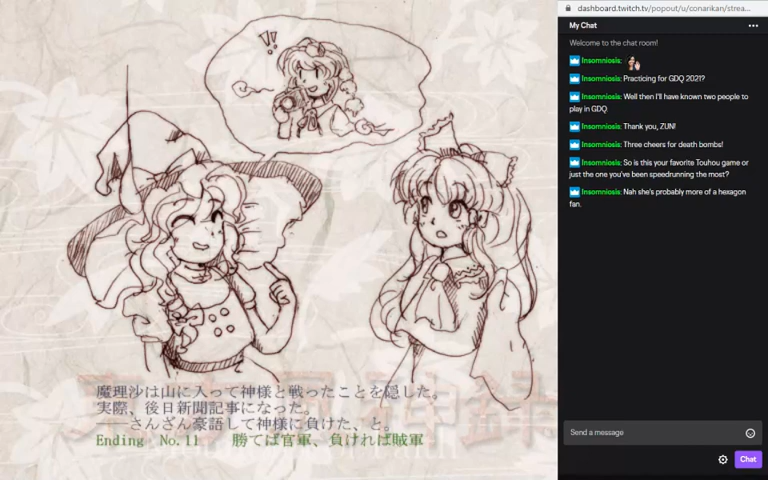 dashboard.twitch.tv/popout/u/conarikan/strea...
My Chat
Welcome to the chat room!
Insomniosis:
Insomniosis: Practicing for GDQ 2021?
Insomniosis: Well then I'll have known two people to
play in GDQ.
Insomniosis: Thank you, ZUN!
Insomniosis: Three cheers for death bombs!
Insomniosis: So is this your favorite Touhou game or
just the one you've been speedrunning the most?
Insomniosis: Nah she's probably more of a hexagon
fan.
Send a message
Chat
!!
魔理沙は山に入って神様と戦ったことを隠した。
実際、後日新聞記事になった。
――さんざん豪語して神様に負けた、と。
Ending No.11 勝てば官軍、負ければ賊軍